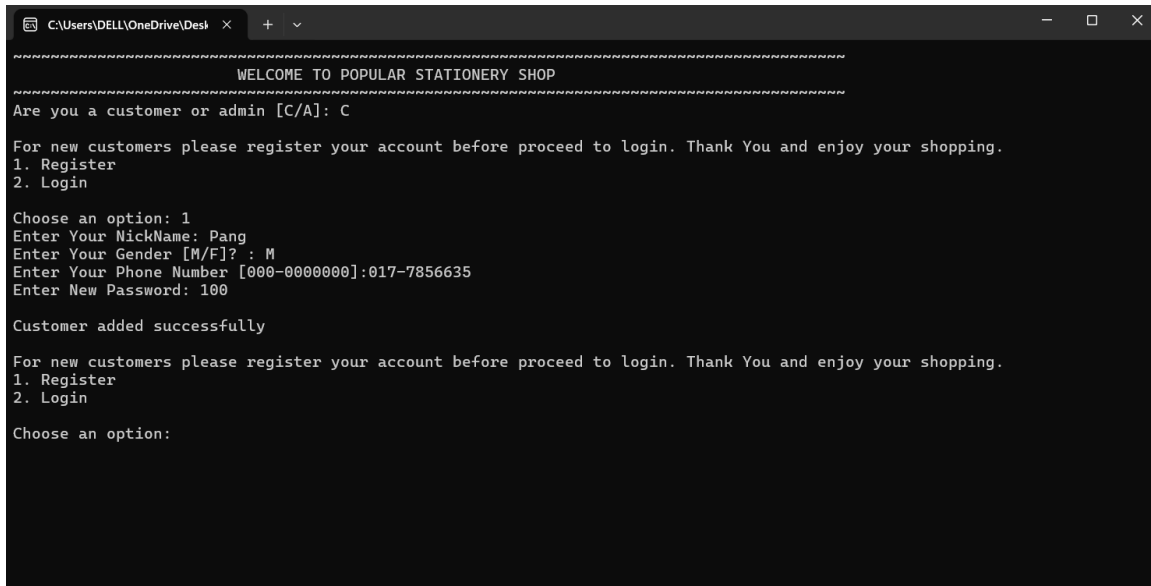 C:\Users\DELL\OneDrive\Desk
~~~~~~~~~~~~~~~~~~~~~~~~~~~~~~~~~~~~~~~~~~~~~~~~~~~~~~~~~~~~~~~~~~~~~~~~~~~~~~~~~~~~~~~~~
WELCOME TO POPULAR STATIONERY SHOP
~~~~~~~~~~~~~~~~~~~~~~~~~~~~~~~~~~~~~~~~~~~~~~~~~~~~~~~~~~~~~~~~~~~~~~~~~~~~~~~~~~~~~~~~~
Are you a customer or admin [C/A]: C
For new customers please register your account before proceed to login. Thank You and enjoy your shopping.
1. Register
2. Login
Choose an option: 1
Enter Your NickName: Pang
Enter Your Gender [M/F]? : M
Enter Your Phone Number [000-0000000]:017-7856635
Enter New Password: 100
Customer added successfully
For new customers please register your account before proceed to login. Thank You and enjoy your shopping.
1. Register
2. Login
Choose an option: